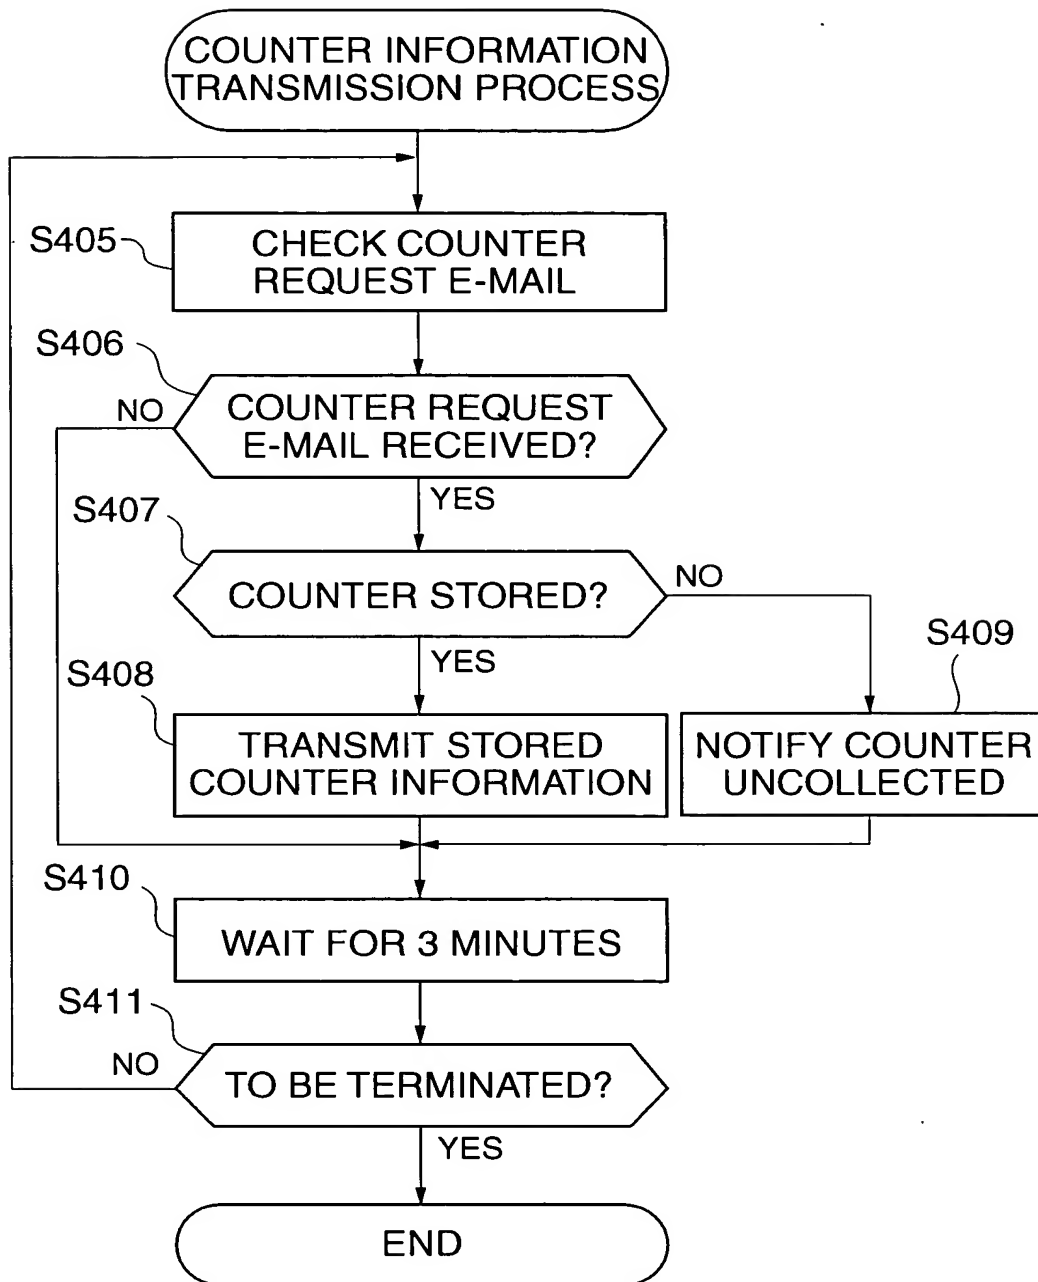 COUNTER INFORMATION
TRANSMISSION PROCESS
S405
CHECK COUNTER
REQUEST E-MAIL
S406
NO
COUNTER REQUEST
E-MAIL RECEIVED?
YES
S407
COUNTER STORED?
NO
YES
S408
S409
TRANSMIT STORED
COUNTER INFORMATION
NOTIFY COUNTER
UNCOLLECTED
S410
WAIT FOR 3 MINUTES
S411
NO
TO BE TERMINATED?
YES
END